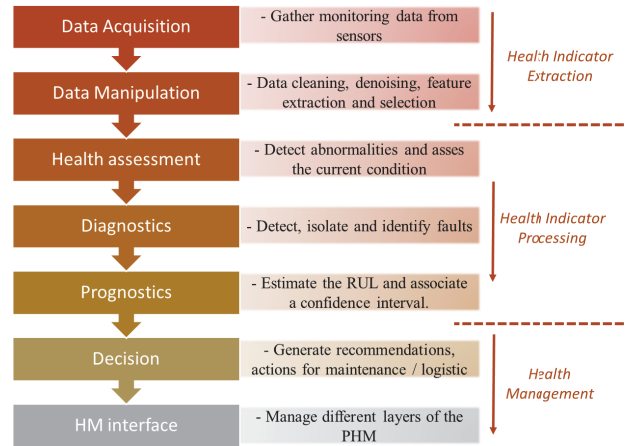 Data Acquisition
- Gather monitoring data from
sensors
Health Indicator
Extraction
Data Manipulation
- Data cleaning, denoising, feature
extraction and selection
Health assessment
- Detect abnormalities and asses
the current condition
Diagnostics
- Detect, isolate and identify faults
Health Indicator
Processing
Prognostics
- Estimate the RUL and associate
a confidence interval.
Decision
- Generate recommendations,
actions for maintenance / logistic
Health
Management
HM interface
- Manage different layers of the
PHM